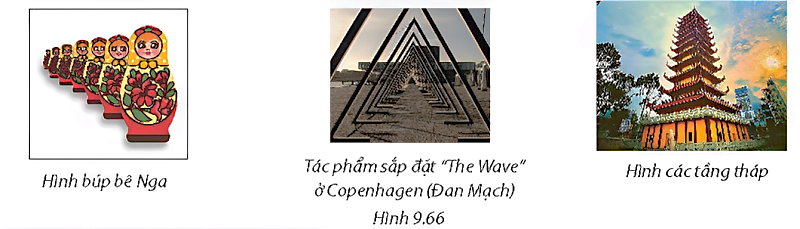 Hình búp bê Nga
Tác phẩm sắp đặt “The Wave”
ở Copenhagen (Đan Mạch)
Hình các tầng tháp
Hình 9.66